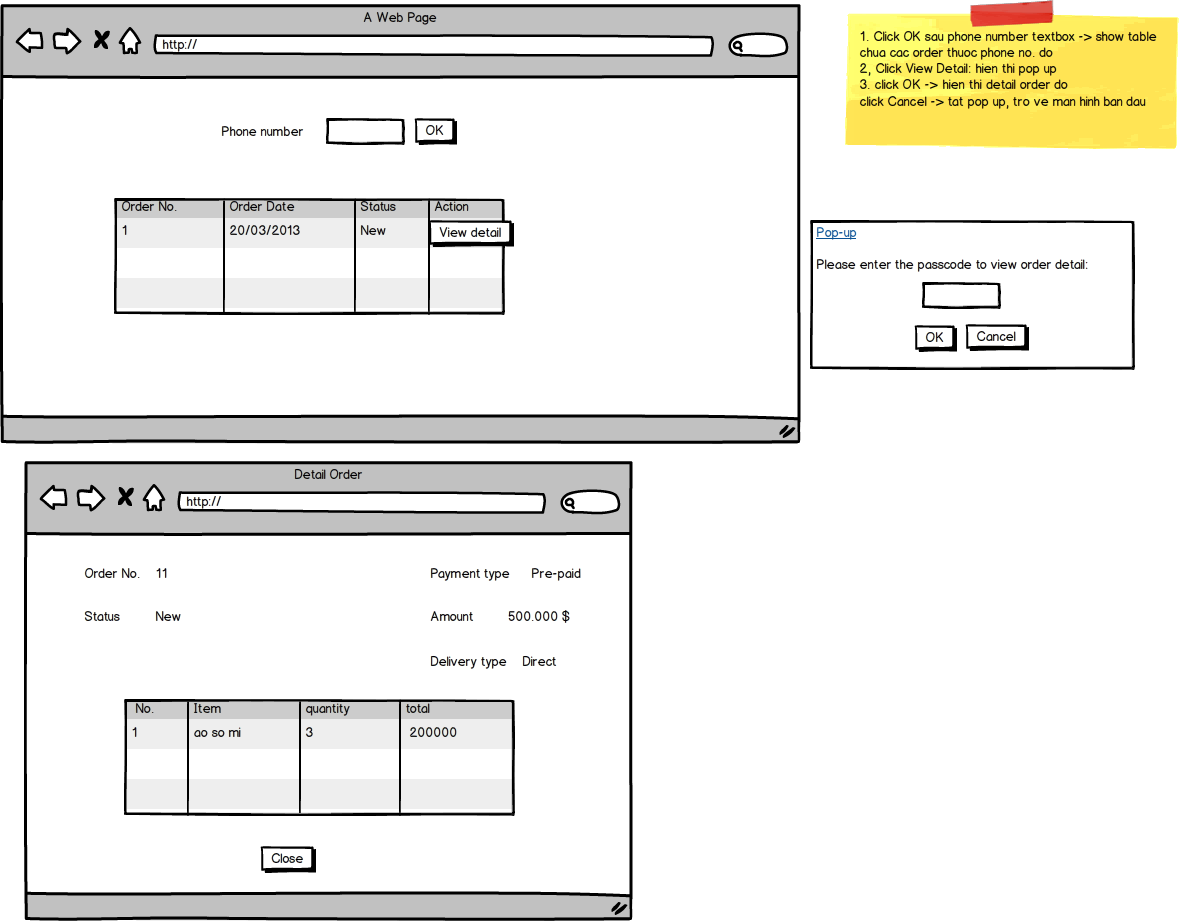 A Web Page
http://
Phone number OK
Order No. Order Date Status Action
1 20/03/2013 New View detail
1. Click OK sau phone number textbox -> show table
chua cac order thuoc phone no. do
2, Click View Detail: hien thi pop up
3. click OK -> hien thi detail order do
click Cancel -> tat pop up, tro ve man hinh ban dau
Pop-up
Please enter the passcode to view order detail:
OK Cancel
Detail Order
http://
Order No. 11 Payment type Pre-paid
Status New Amount 500.000 $
Delivery type Direct
No. Item quantity total
1 ao so mi 3 200000
Close